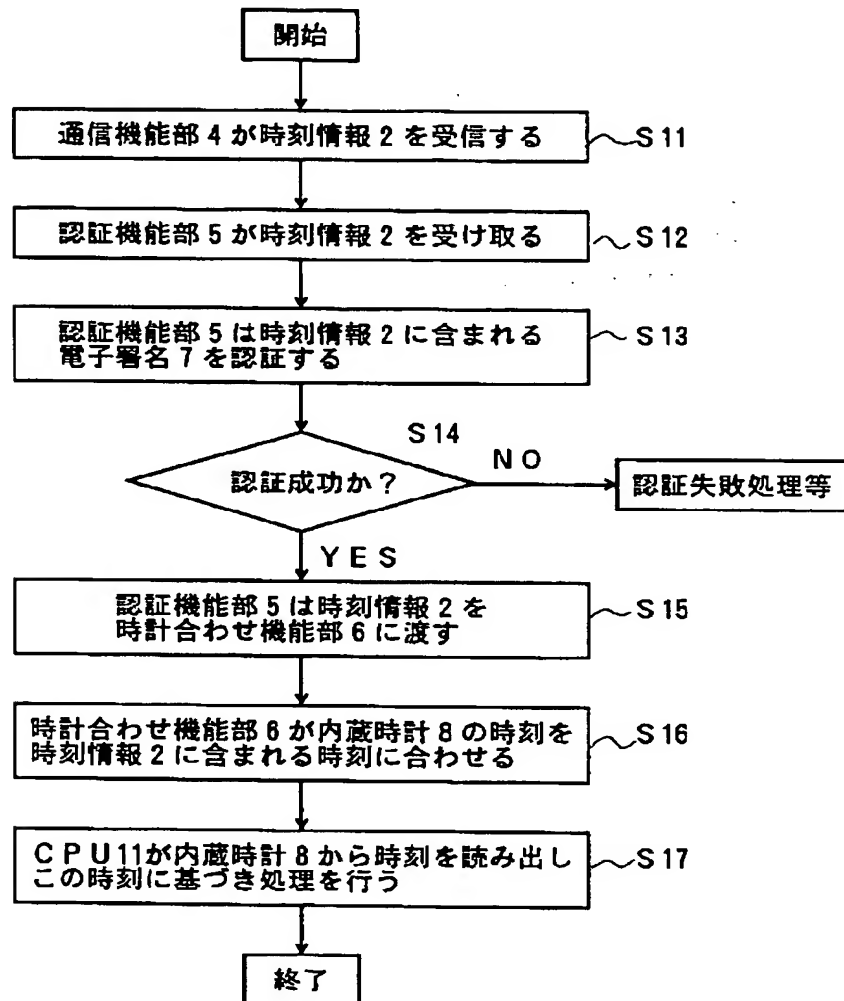 開始
通信機能部4が時刻情報2を受信する
S11
認証機能部5が時刻情報2を受け取る
S12
認証機能部5は時刻情報2に含まれる
電子署名7を認証する
S13
S14
認証成功か?
NO
認証失敗処理等
YES
認証機能部5は時刻情報2を
時計合わせ機能部6に渡す
S15
時計合わせ機能部6が内蔵時計8の時刻を
時刻情報2に含まれる時刻に合わせる
S16
CPU11が内蔵時計8から時刻を読み出し
この時刻に基づき処理を行う
S17
終了